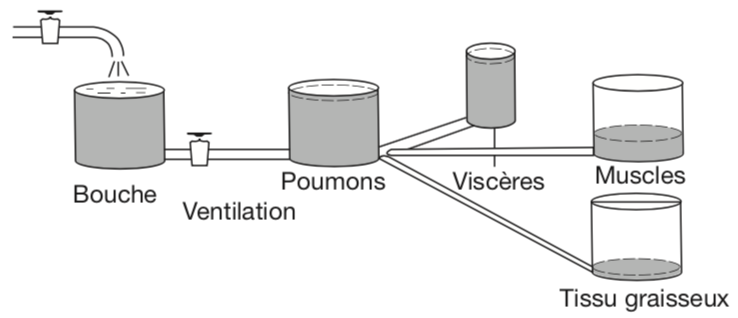 Bouche
Ventilation
Poumons
Viscères
Muscles
Tissu graisseux